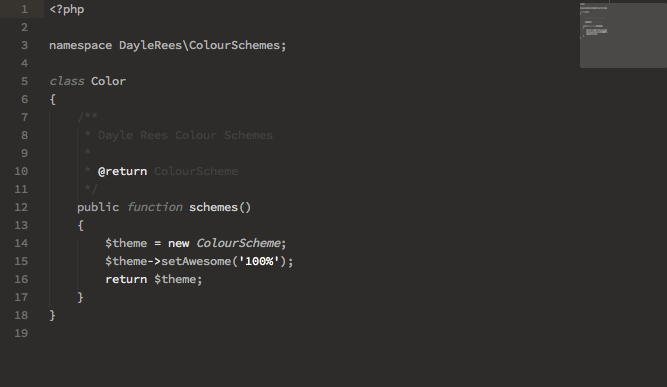 1 <?php
2
3 namespace DayleRees\ColourSchemes;
4
5 class Color
6 {
7 /**
8 * Dayle Rees Colour Schemes
9 *
10 * @return ColourScheme
11 */
12 public function schemes()
13 {
14 $theme = new ColourScheme;
15 $theme->setAwesome('100%');
16 return $theme;
17 }
18 }
19